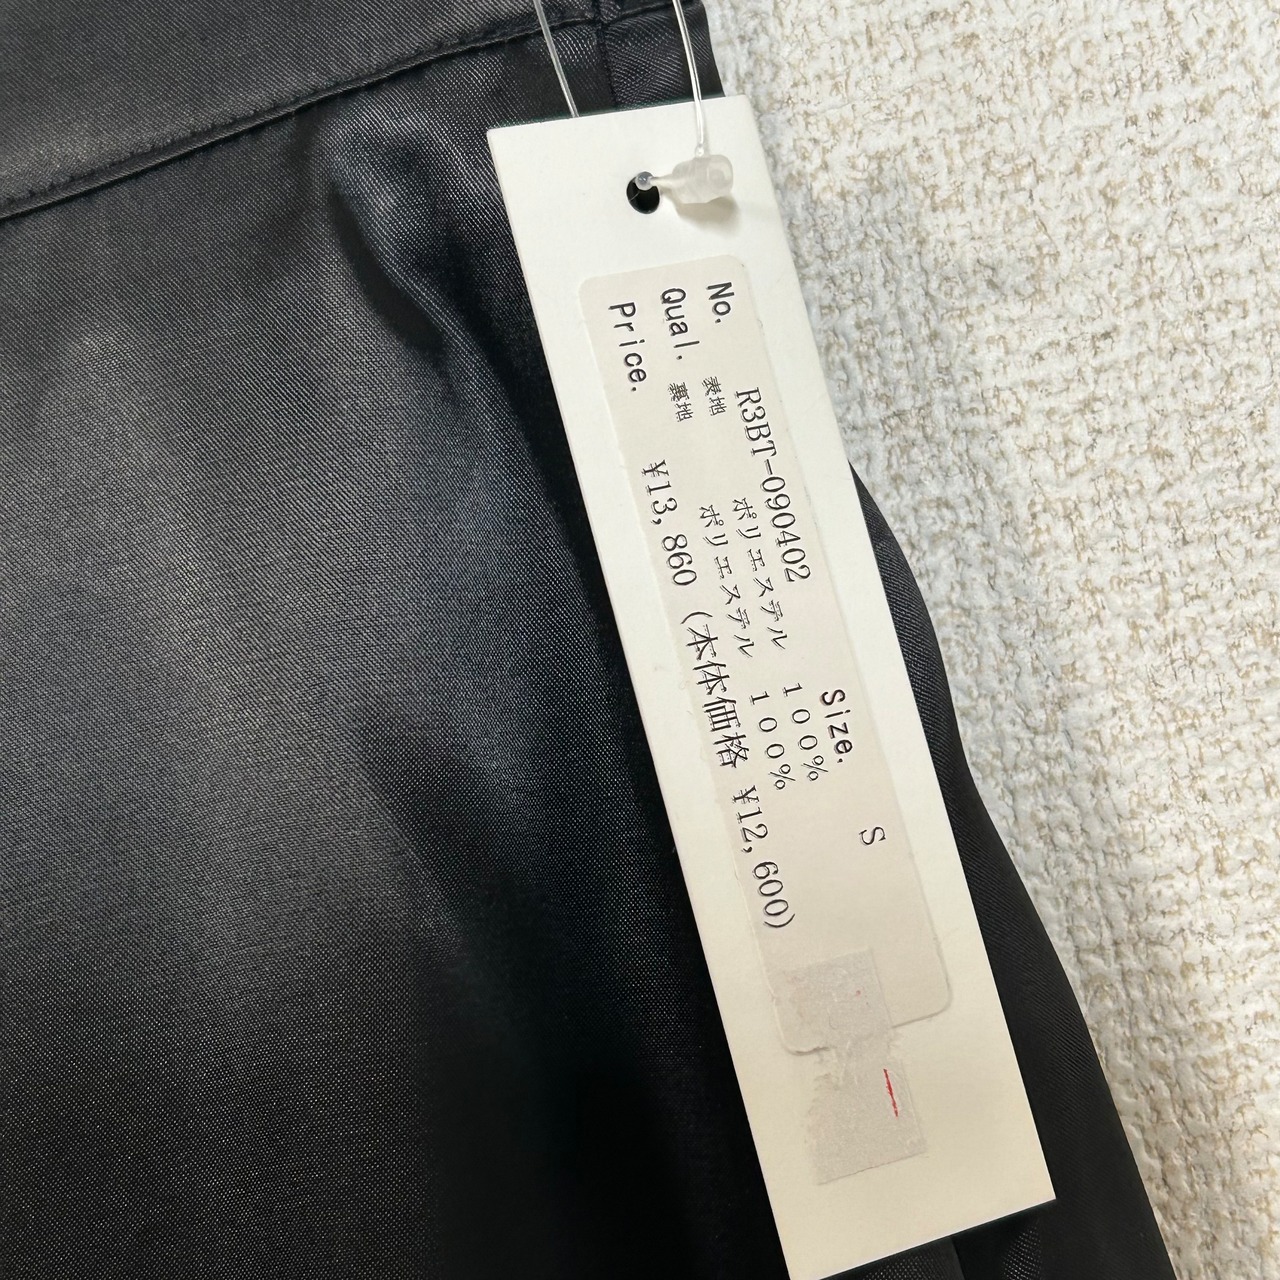 No. R3BT-090402 Size. S
Qual. 表地 ポリエステル 100%
裏地 ポリエステル 100%
Price. ¥13,860 (本体価格 ¥12,600)